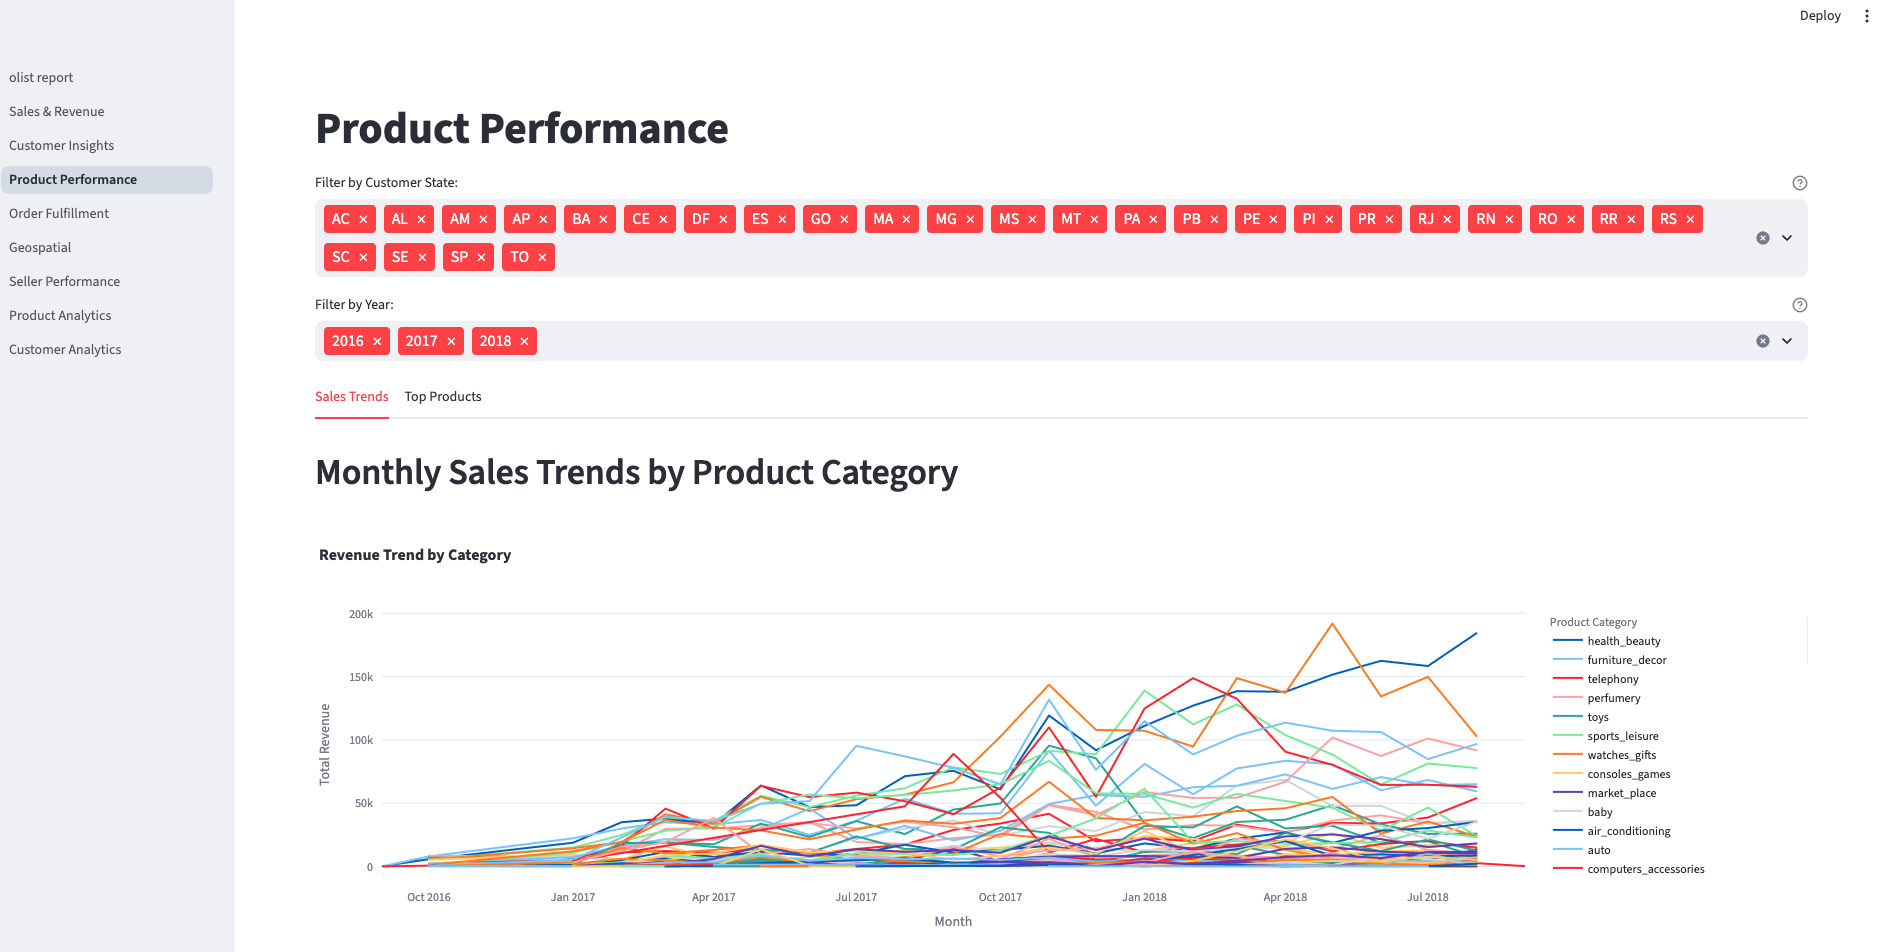 Deploy
olist report
Sales & Revenue
Customer Insights
Product Performance
Order Fulfillment
Geospatial
Seller Performance
Product Analytics
Customer Analytics
Product Performance
Filter by Customer State:
AC AL AM AP BA CE DF ES GO MA MG MS MT PA PB PE PI PR RJ RN RO RR RS
SC SE SP TO
Filter by Year:
2016 2017 2018
Sales Trends Top Products
Monthly Sales Trends by Product Category
Revenue Trend by Category
200k
150k
100k
50k
0
Total Revenue
Oct 2016 Jan 2017 Apr 2017 Jul 2017 Oct 2017 Jan 2018 Apr 2018 Jul 2018
Month
Product Category
health_beauty
furniture_decor
telephony
perfumery
toys
sports_leisure
watches_gifts
consoles_games
market_place
baby
air_conditioning
auto
computers_accessories